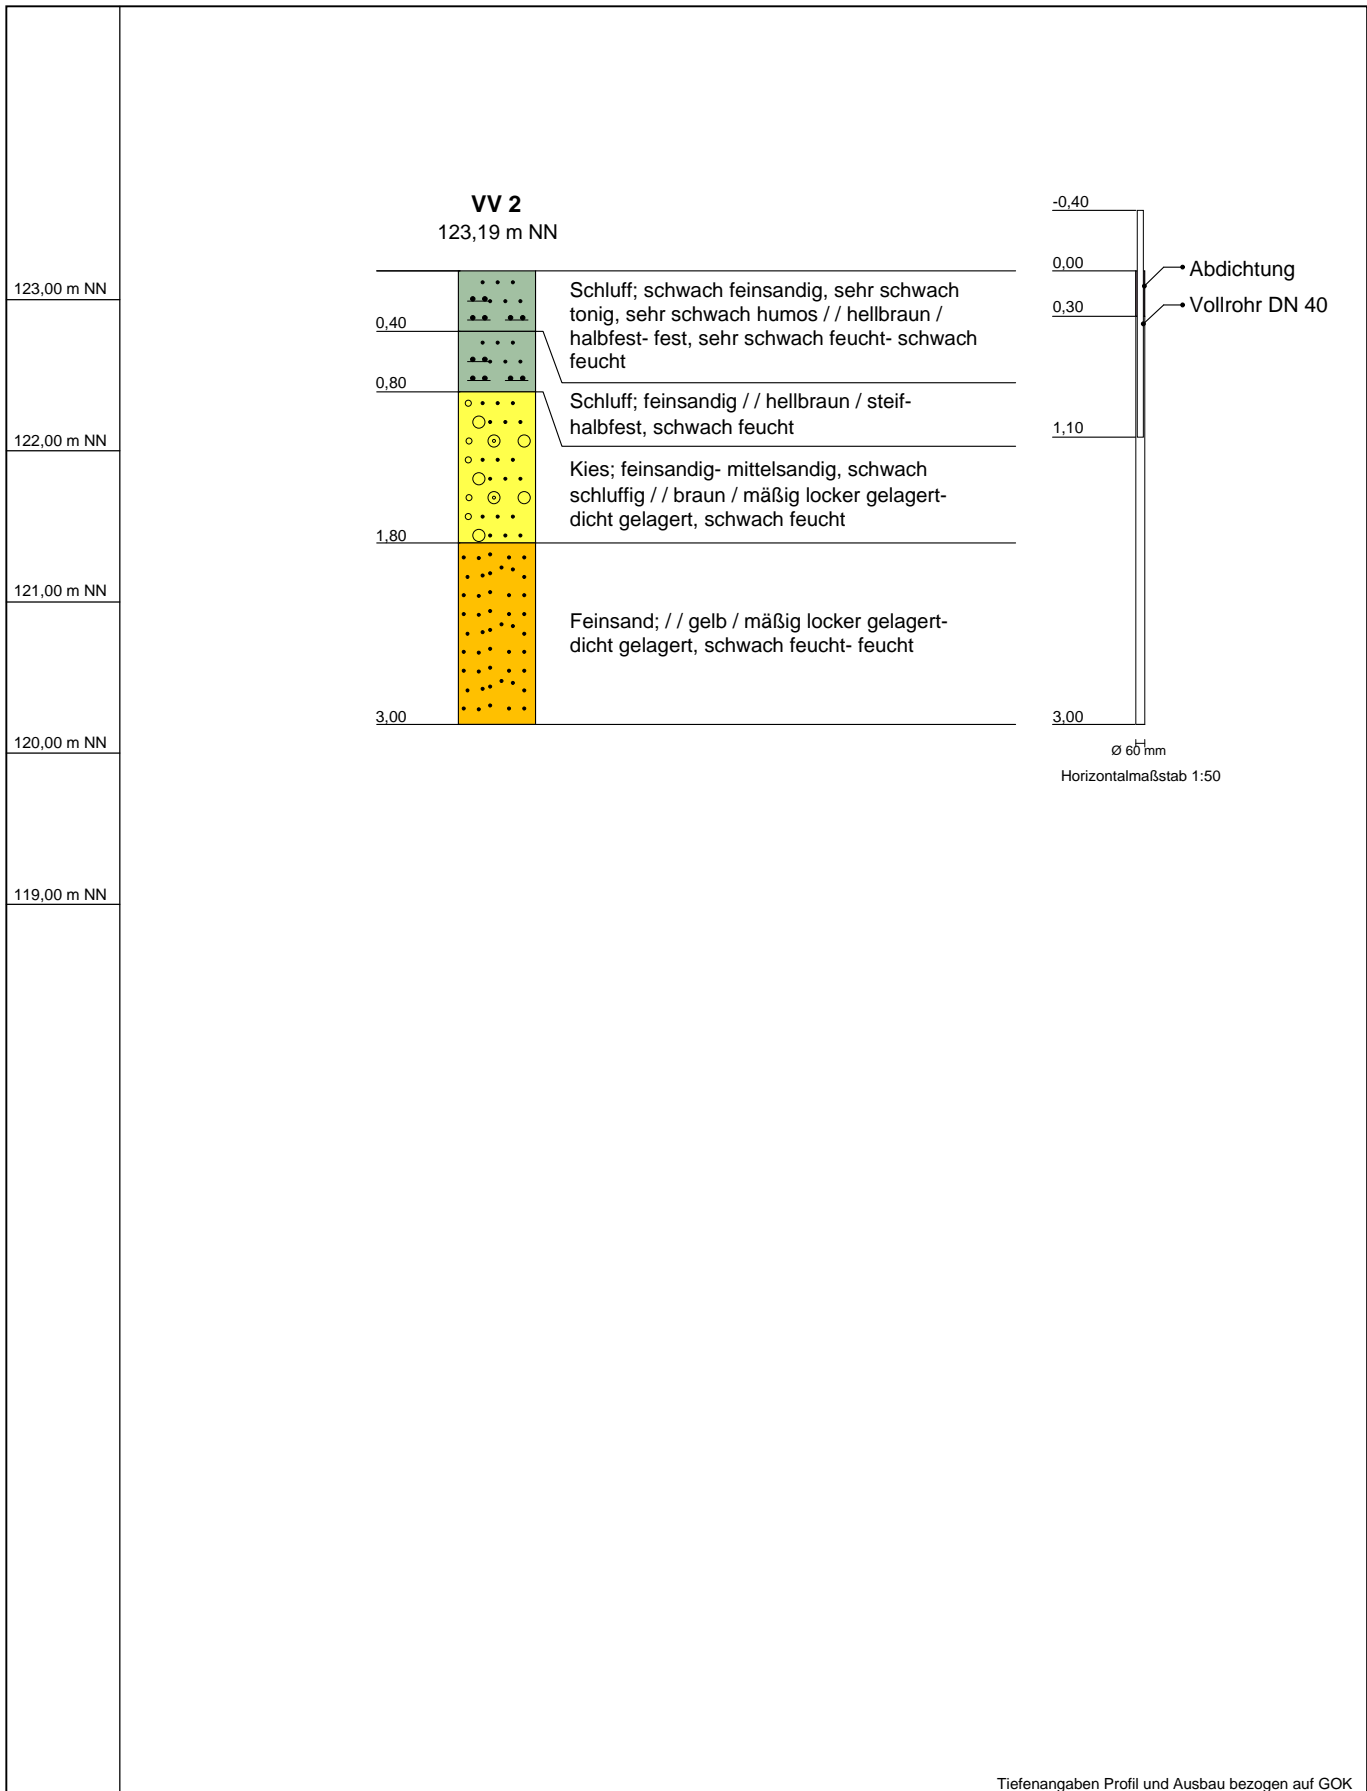 123,00 m NN
122,00 m NN
121,00 m NN
120,00 m NN
119,00 m NN
VV 2
123,19 m NN
0,40
0,80
1,80
3,00
Schluff; schwach feinsandig, sehr schwach
tonig, sehr schwach humos / / hellbraun /
halbfest- fest, sehr schwach feucht- schwach
feucht
Schluff; feinsandig / / hellbraun / steif-
halbfest, schwach feucht
Kies; feinsandig- mittelsandig, schwach
schluffig / / braun / mäßig locker gelagert-
dicht gelagert, schwach feucht
Feinsand; / / gelb / mäßig locker gelagert-
dicht gelagert, schwach feucht- feucht
-0,40
0,00
0,30
1,10
3,00
Abdichtung
Vollrohr DN 40
Ø 60 mm
Horizontalmaßstab 1:50
Tiefenangaben Profil und Ausbau bezogen auf GOK